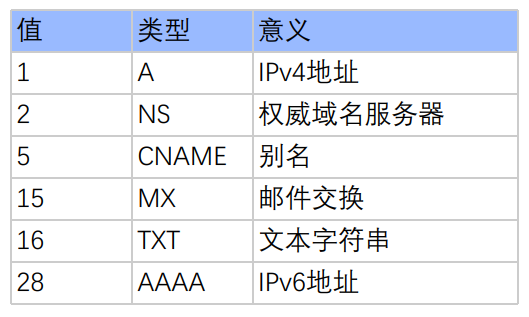 值 类型 意义
1 A IPv4地址
2 NS 权威域名服务器
5 CNAME 别名
15 MX 邮件交换
16 TXT 文本字符串
28 AAAA IPv6地址